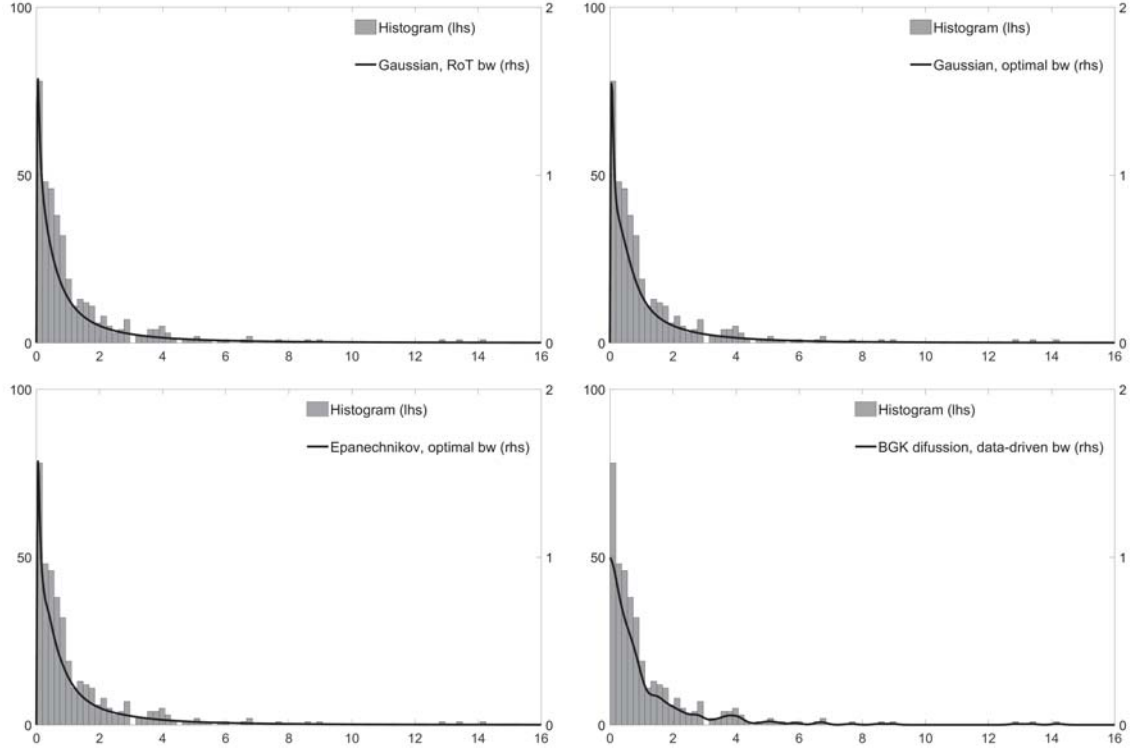 100
2
Histogram (lhs)
Gaussian, RoT bw (rhs)
50
1
0
0
0 2 4 6 8 10 12 14 16
100
2
Histogram (lhs)
Gaussian, optimal bw (rhs)
50
1
0
0
0 2 4 6 8 10 12 14 16
100
2
Histogram (lhs)
Epanechnikov, optimal bw (rhs)
50
1
0
0
0 2 4 6 8 10 12 14 16
100
2
Histogram (lhs)
BGK difussion, data-driven bw (rhs)
50
1
0
0
0 2 4 6 8 10 12 14 16